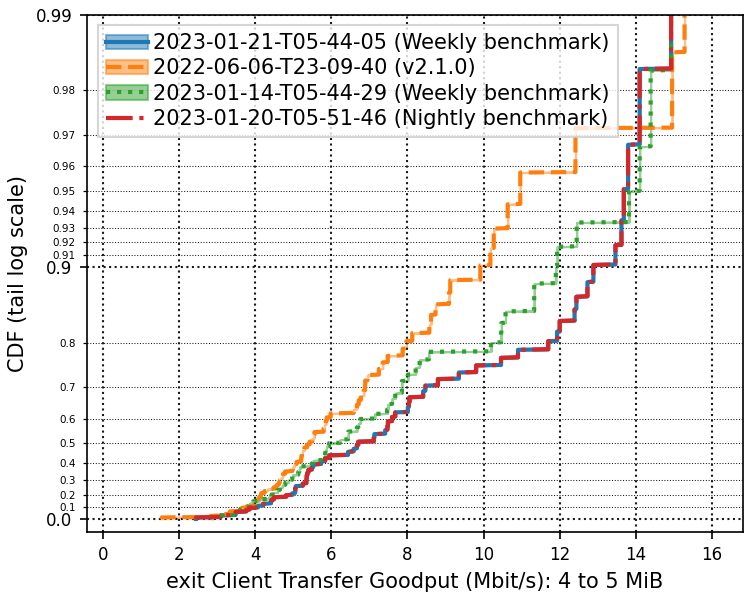 0.99
2023-01-21-T05-44-05 (Weekly benchmark)
2022-06-06-T23-09-40 (v2.1.0)
2023-01-14-T05-44-29 (Weekly benchmark)
2023-01-20-T05-51-46 (Nightly benchmark)
0.98
0.97
0.96
0.95
0.94
0.93
0.92
0.91
0.9
0.8
0.7
0.6
0.5
0.4
0.3
0.2
0.1
0.0
CDF (tail log scale)
0 2 4 6 8 10 12 14 16
exit Client Transfer Goodput (Mbit/s): 4 to 5 MiB